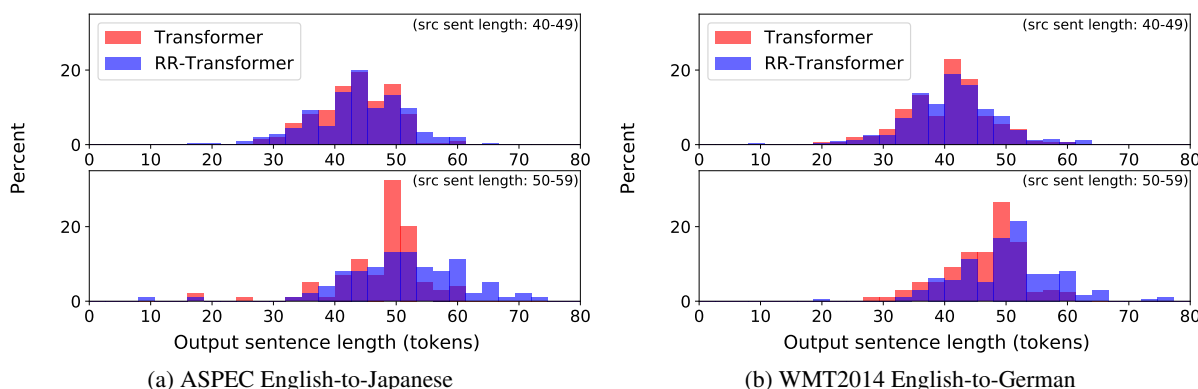 (src sent length: 40-49)
Transformer
RR-Transformer
20
0
0 10 20 30 40 50 60 70 80
Percent
(src sent length: 50-59)
20
0
0 10 20 30 40 50 60 70 80
Output sentence length (tokens)
(a) ASPEC English-to-Japanese
(src sent length: 40-49)
Transformer
RR-Transformer
20
0
0 10 20 30 40 50 60 70 80
Percent
(src sent length: 50-59)
20
0
0 10 20 30 40 50 60 70 80
Output sentence length (tokens)
(b) WMT2014 English-to-German